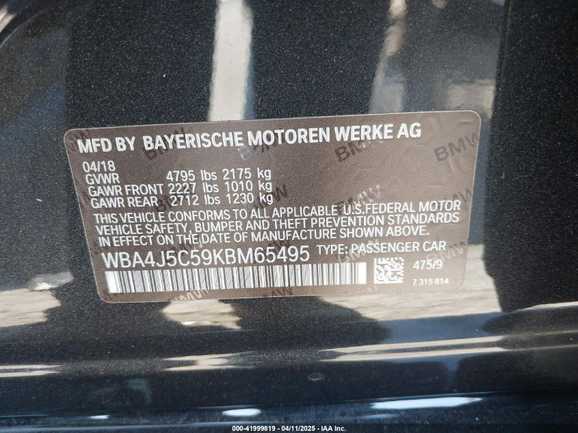 MFD BY BAYERISCHE MOTOREN WERKE AG
04/18
GVWR 4795 lbs 2175 kg
GAWR FRONT 2227 lbs 1010 kg
GAWR REAR 2712 lbs 1230 kg
THIS VEHICLE CONFORMS TO ALL APPLICABLE U.S.FEDERAL MOTOR
VEHICLE SAFETY, BUMPER AND THEFT PREVENTION STANDARDS
IN EFFECT ON THE DATE OF MANUFACTURE SHOWN ABOVE.
WBA4J5C59KBM65495 TYPE: PASSENGER CAR
475/9
7 315 814
BMW
000-41999819 - 04/11/2025 - IAA Inc.